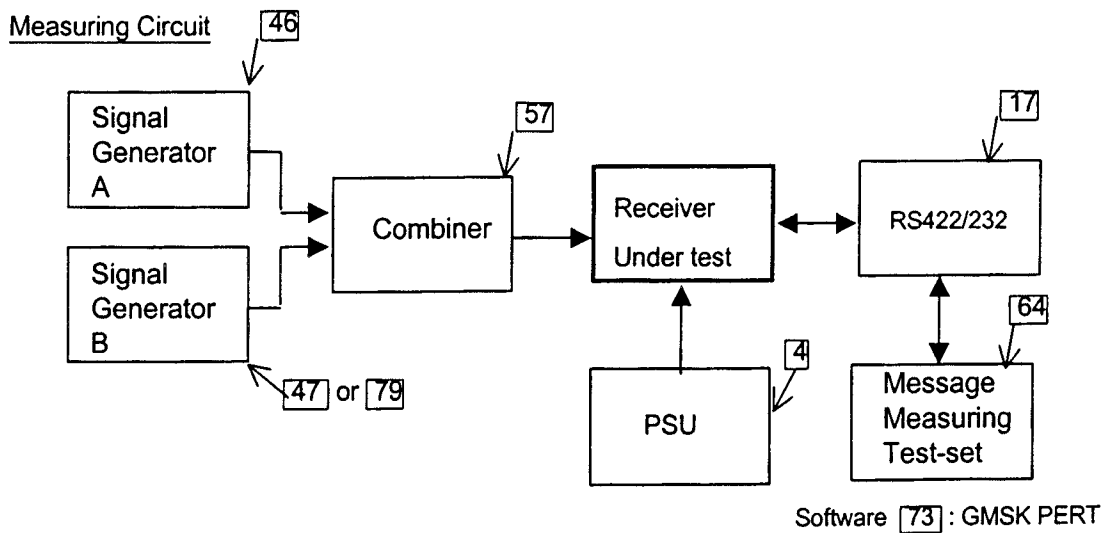 Measuring Circuit
46
Signal
Generator
A
57
Combiner
17
Receiver
Under test
RS422/232
Signal
Generator
B
47 or 79
4
PSU
64
Message
Measuring
Test-set
Software 73 : GMSK PERT